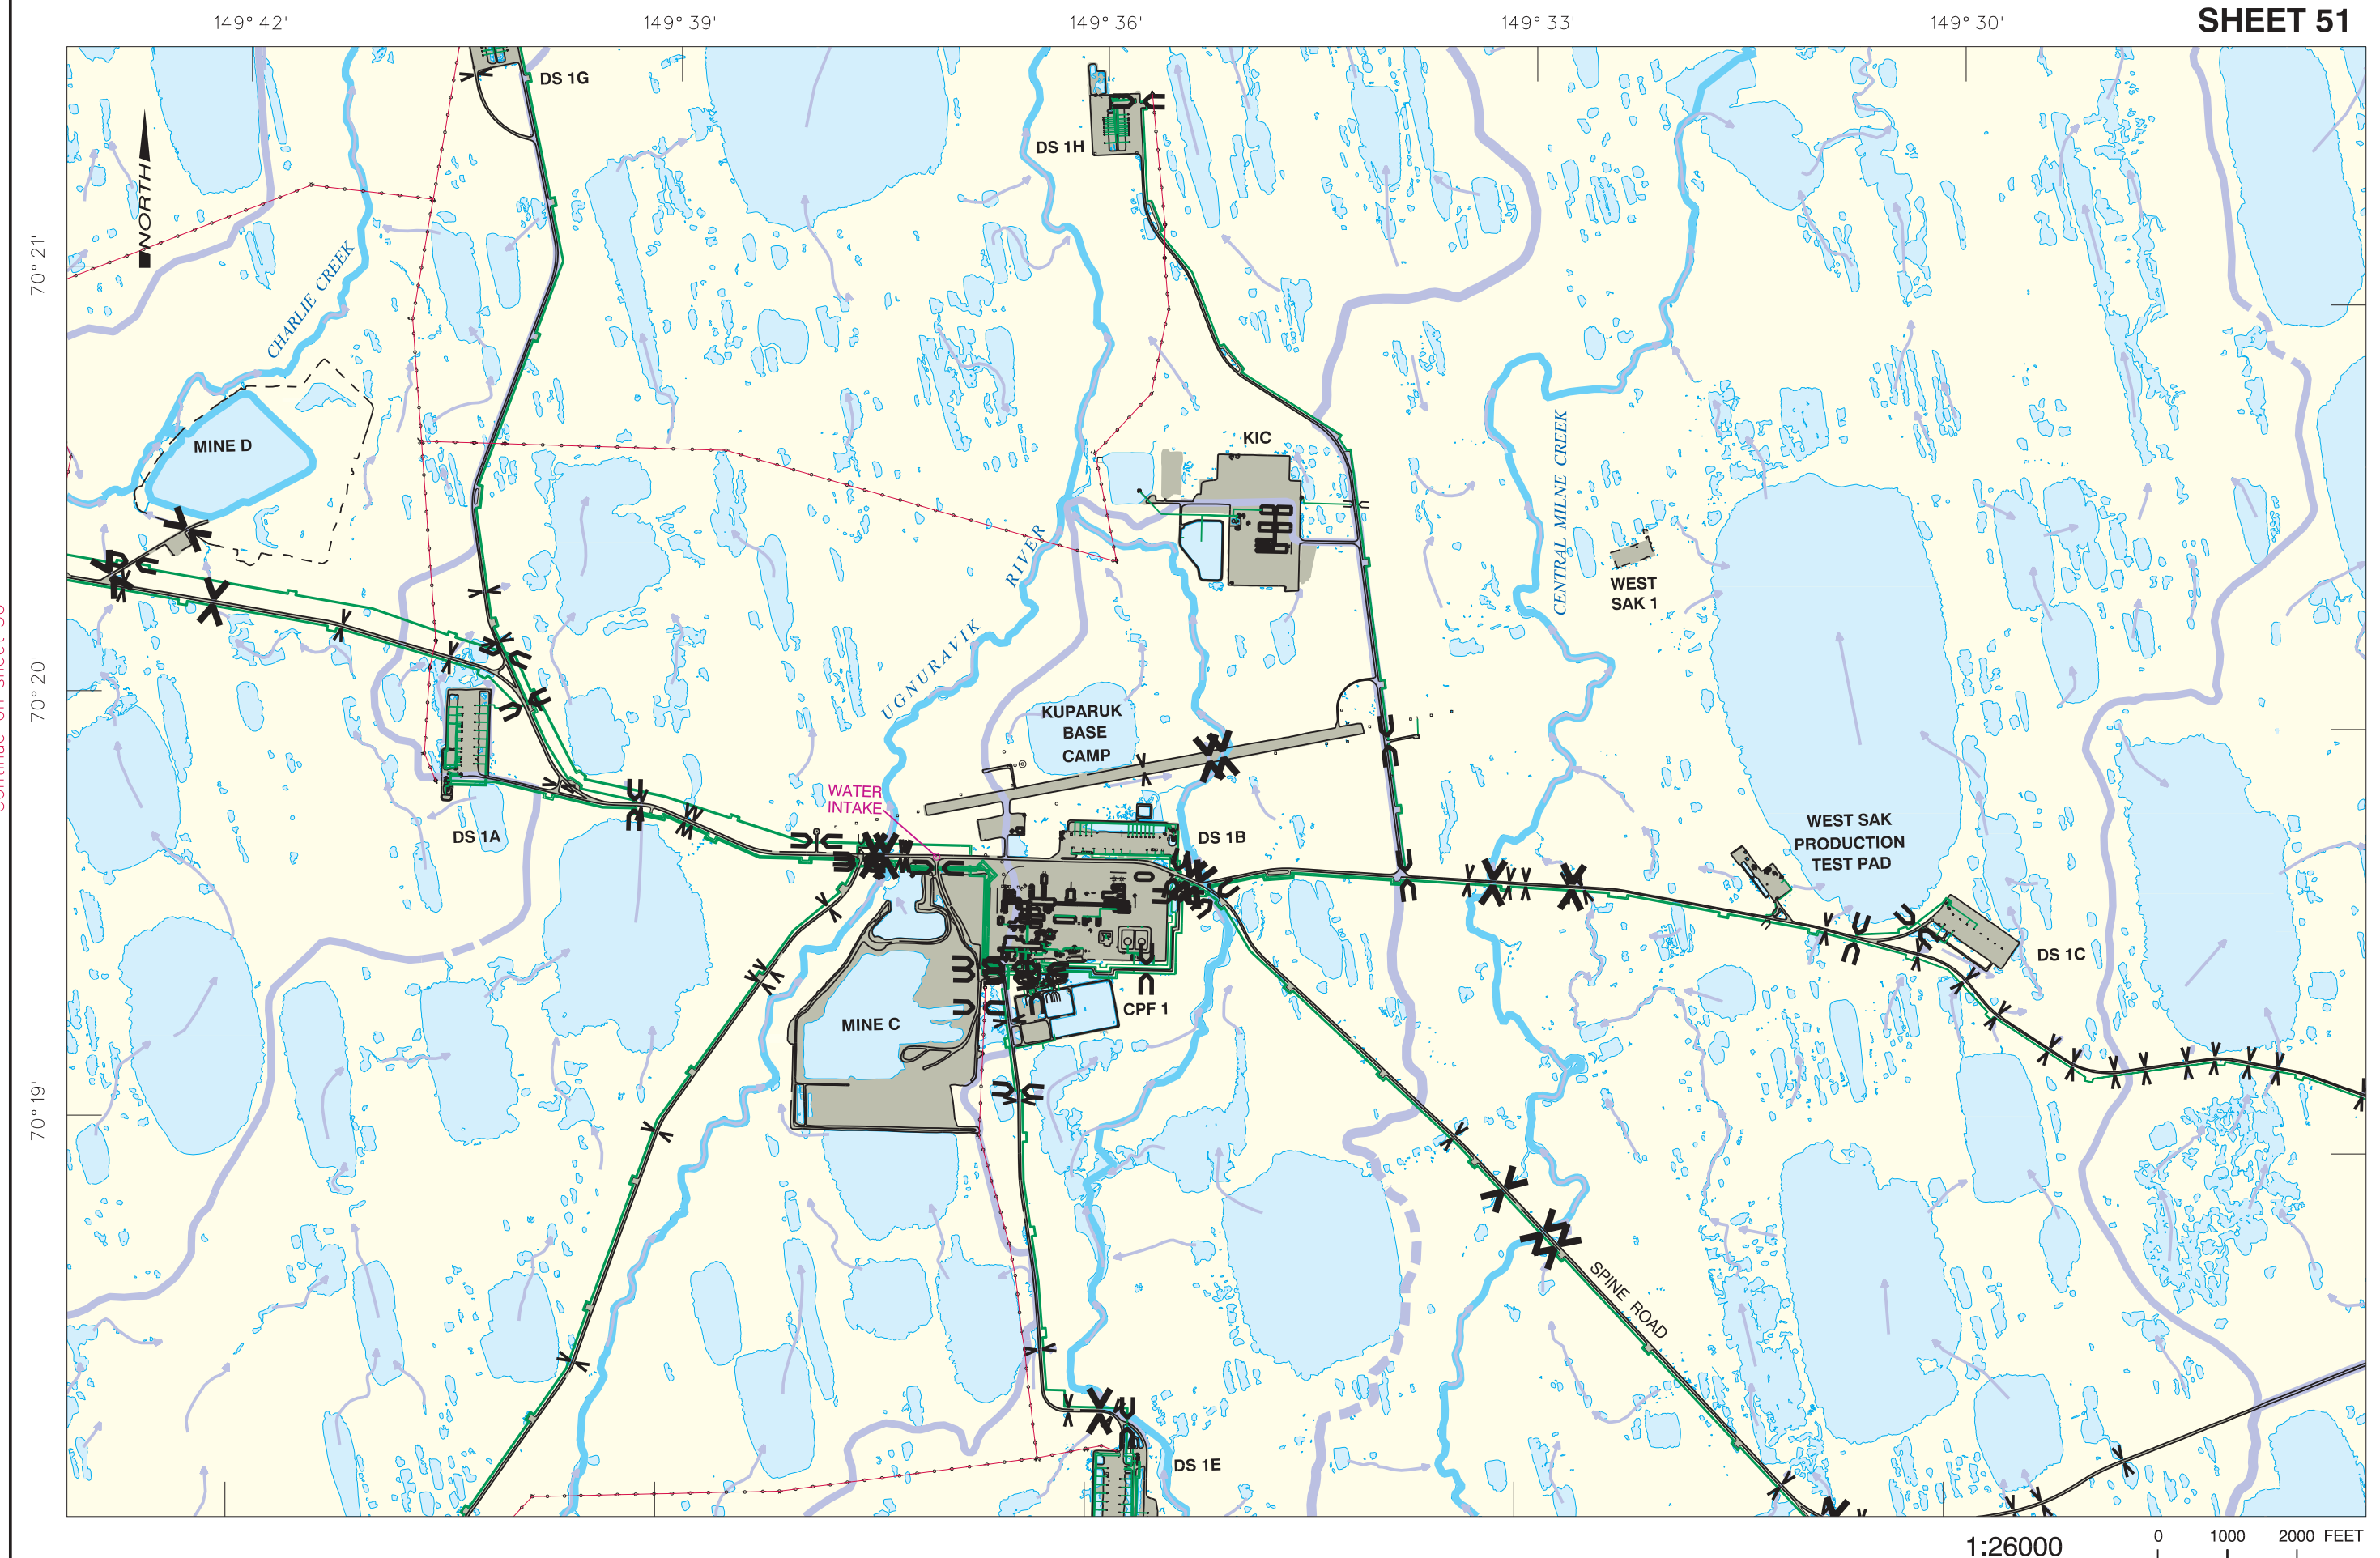 149° 42'
149° 39'
149° 36'
149° 33'
149° 30'
SHEET 51
DS 1G
DS 1H
NORTH
70° 21'
CHARLIE CREEK
MINE D
KIC
CENTRAL MILNE CREEK
WEST
SAK 1
UGNURAVIK RIVER
70° 20'
KUPARUK
BASE
CAMP
WATER
INTAKE
DS 1A
DS 1B
WEST SAK
PRODUCTION
TEST PAD
DS 1C
MINE C
CPF 1
70° 19'
SPINE ROAD
DS 1E
1:26000
0 1000 2000 FEET